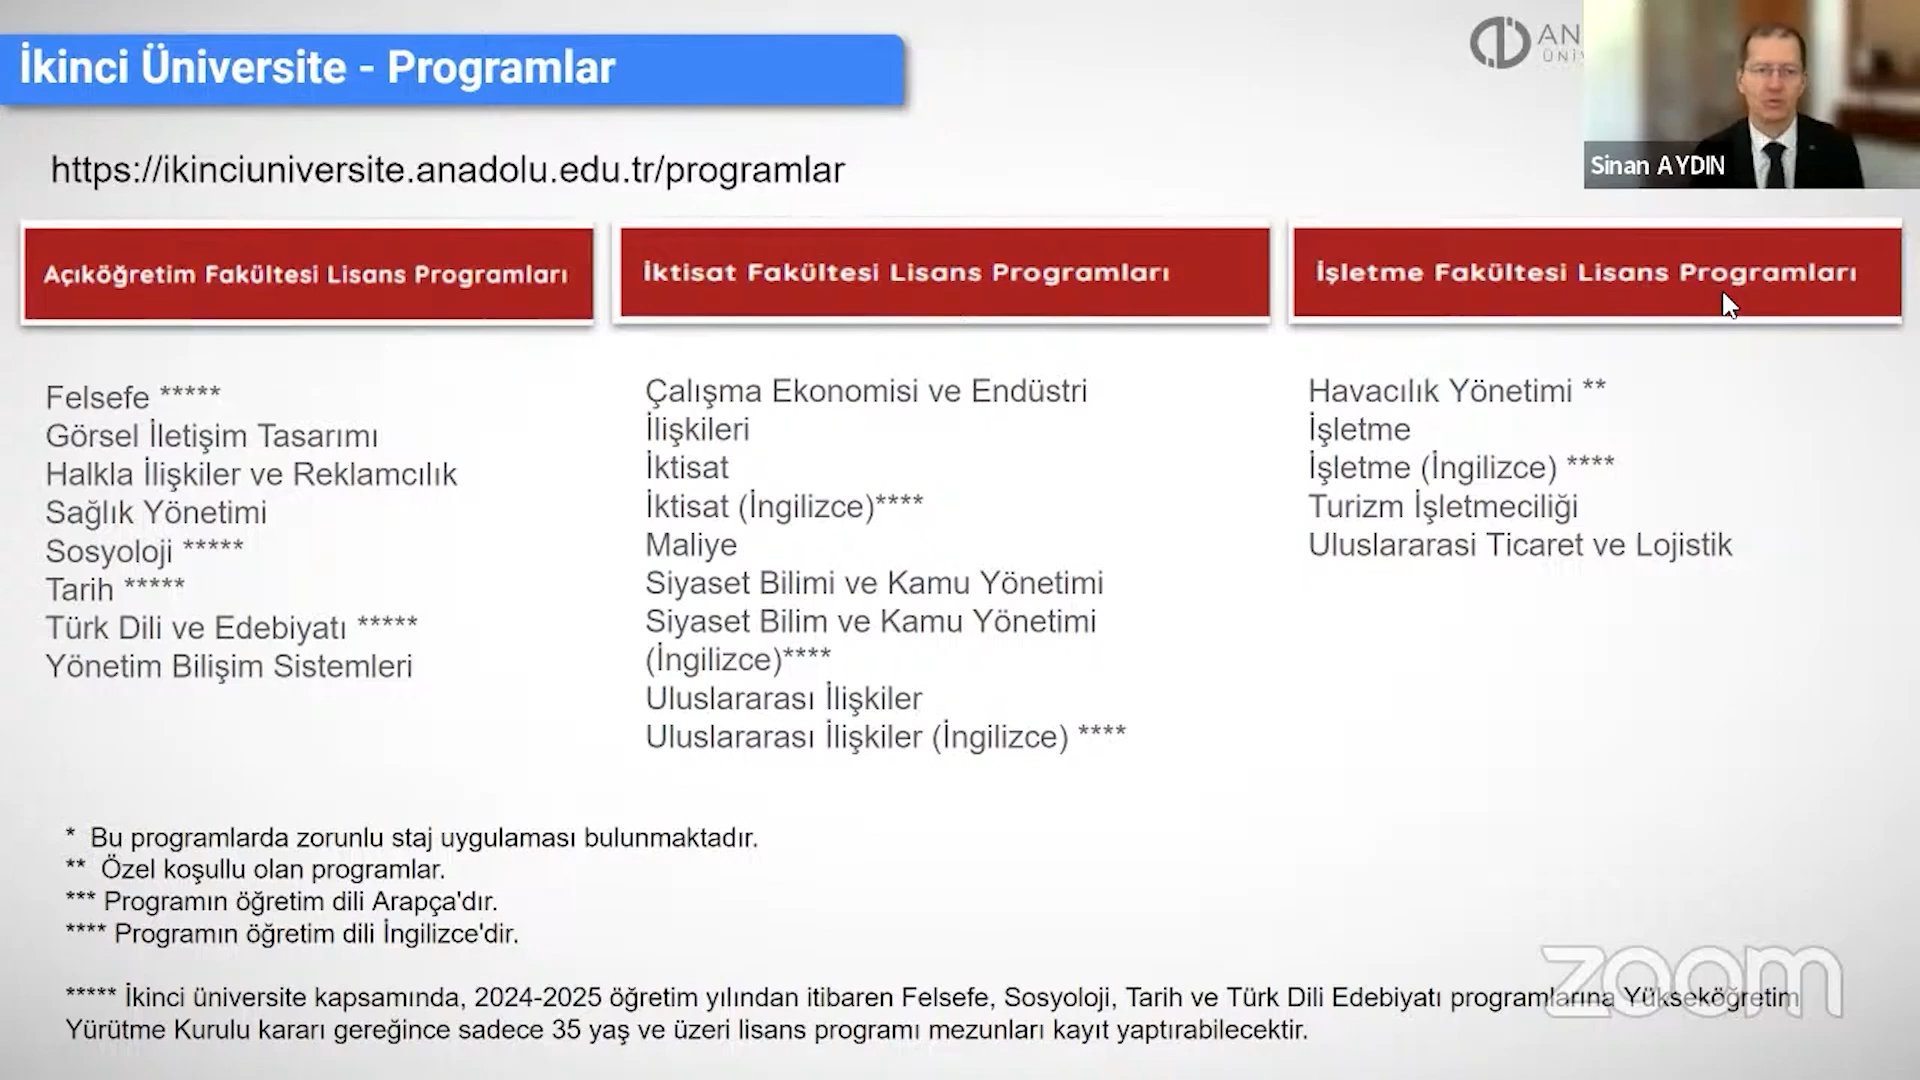 İkinci Üniversite - Programlar
AN
ÜNİ
Sinan AYDIN
https://ikinciuniversite.anadolu.edu.tr/programlar
Açıköğretim Fakültesi Lisans Programları
Felsefe *****
Görsel İletişim Tasarımı
Halkla İlişkiler ve Reklamcılık
Sağlık Yönetimi
Sosyoloji *****
Tarih *****
Türk Dili ve Edebiyatı *****
Yönetim Bilişim Sistemleri
İktisat Fakültesi Lisans Programları
Çalışma Ekonomisi ve Endüstri
İlişkileri
İktisat
İktisat (İngilizce)****
Maliye
Siyaset Bilimi ve Kamu Yönetimi
Siyaset Bilim ve Kamu Yönetimi
(İngilizce)****
Uluslararası İlişkiler
Uluslararası İlişkiler (İngilizce) ****
İşletme Fakültesi Lisans Programları
Havacılık Yönetimi **
İşletme
İşletme (İngilizce) ****
Turizm İşletmeciliği
Uluslararasi Ticaret ve Lojistik
* Bu programlarda zorunlu staj uygulaması bulunmaktadır.
** Özel koşullu olan programlar.
*** Programın öğretim dili Arapça'dır.
**** Programın öğretim dili İngilizce'dir.
***** İkinci üniversite kapsamında, 2024-2025 öğretim yılından itibaren Felsefe, Sosyoloji, Tarih ve Türk Dili Edebiyatı programlarına Yükseköğretim
Yürütme Kurulu kararı gereğince sadece 35 yaş ve üzeri lisans programı mezunları kayıt yaptırabilecektir.
zoom